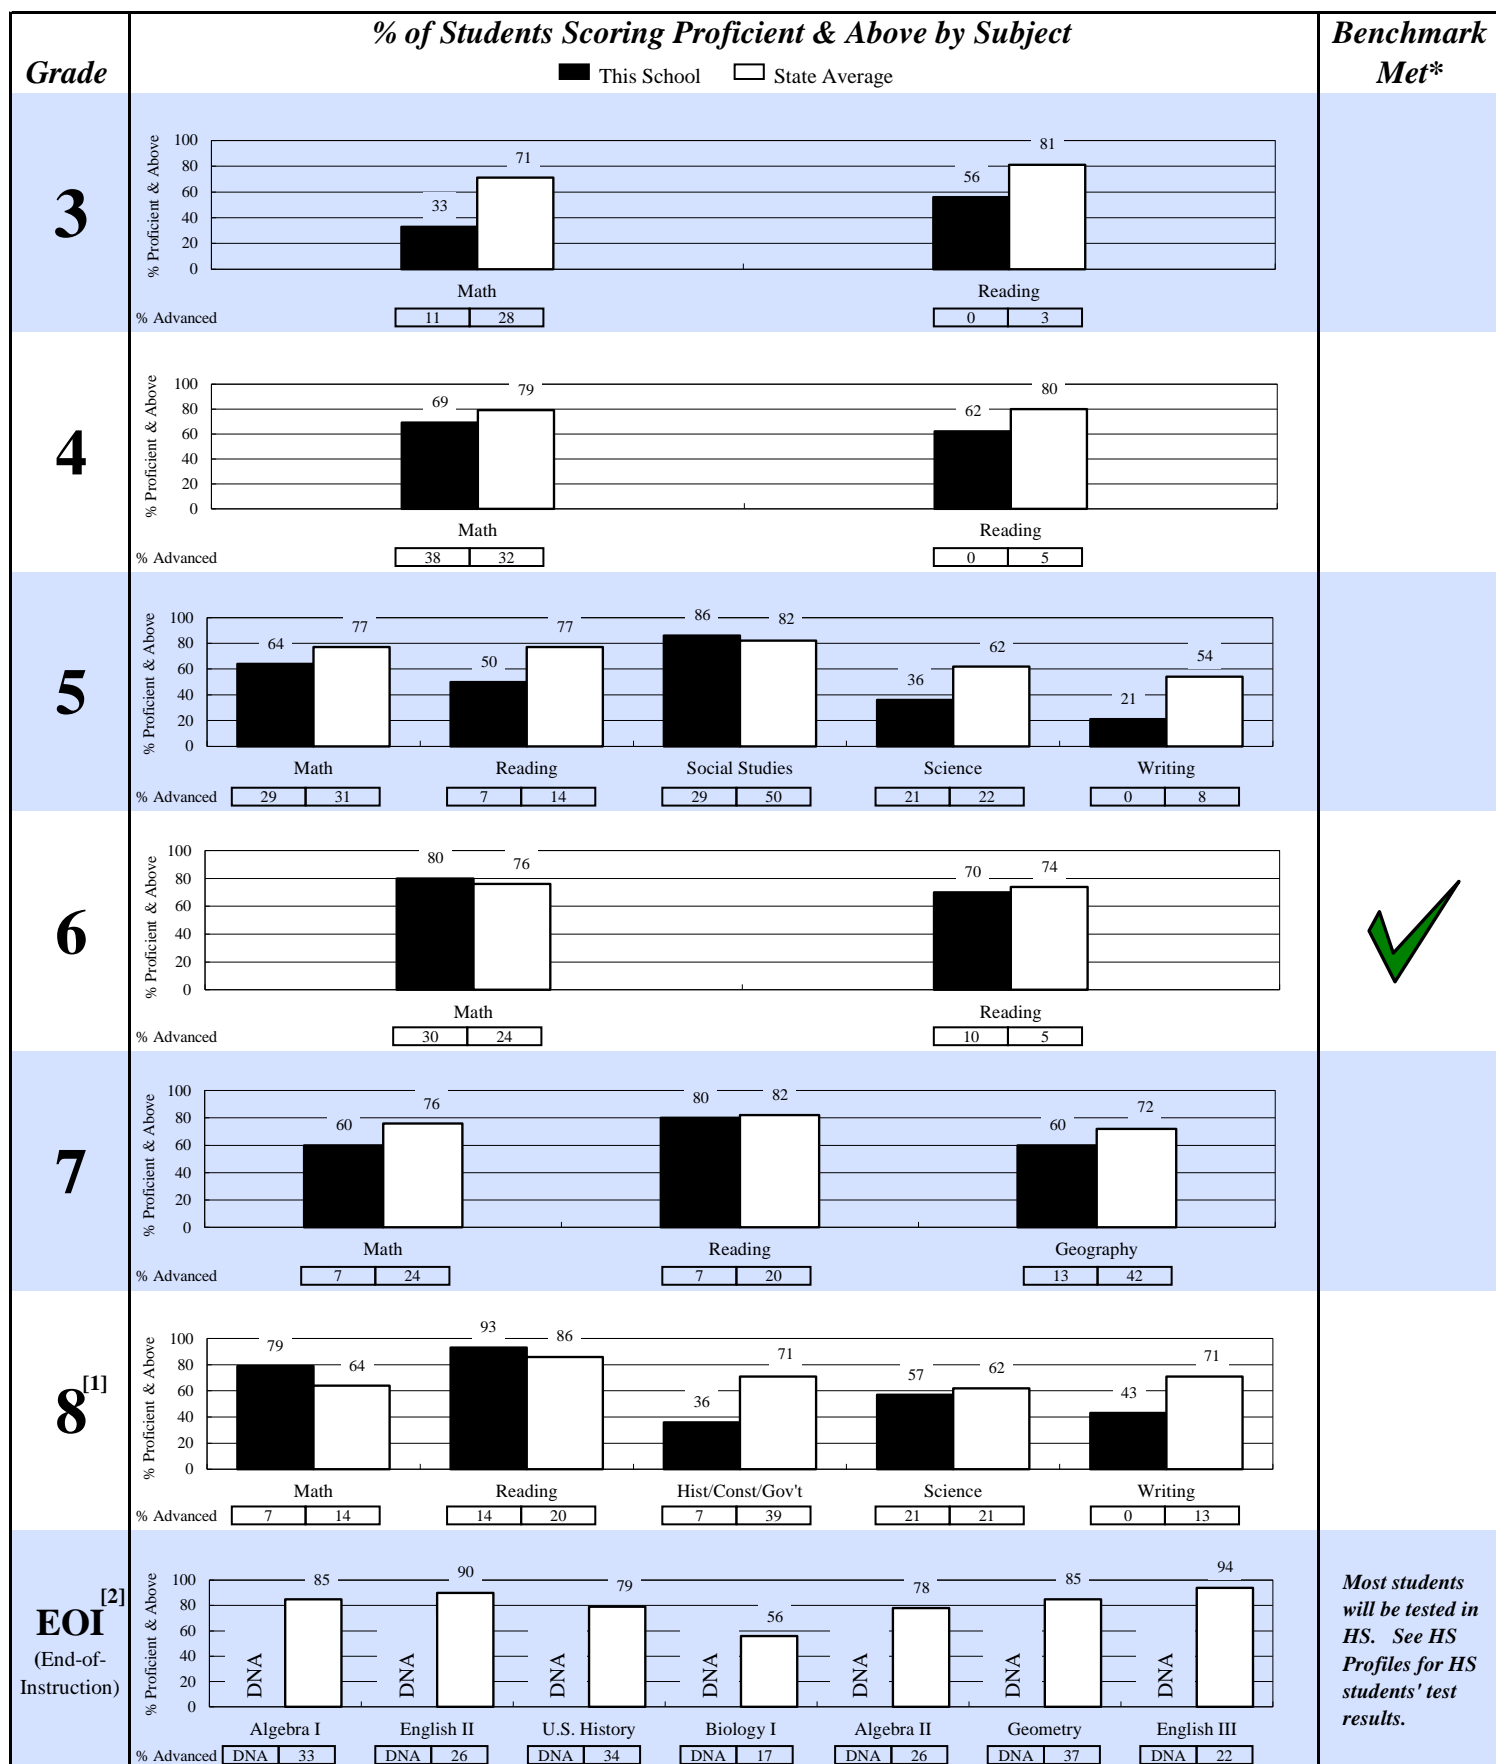 % of Students Scoring Proficient & Above by Subject
Benchmark
Met*
Grade
This School State Average
3
% Proficient & Above
100
80
60
40
20
0
33 71
56 81
Math Reading
% Advanced 11 28 0 3
4
% Proficient & Above
100
80
60
40
20
0
69 79
62 80
Math Reading
% Advanced 38 32 0 5
5
% Proficient & Above
100
80
60
40
20
0
64 77
50 77
86 82
36 62
21 54
Math Reading Social Studies Science Writing
% Advanced 29 31 7 14 29 50 21 22 0 8
6
% Proficient & Above
100
80
60
40
20
0
80 76
70 74
Math Reading
% Advanced 30 24 10 5
7
% Proficient & Above
100
80
60
40
20
0
60 76
80 82
60 72
Math Reading Geography
% Advanced 7 24 7 20 13 42
8[1]
% Proficient & Above
100
80
60
40
20
0
79 64
93 86
36 71
57 62
43 71
Math Reading Hist/Const/Gov't Science Writing
% Advanced 7 14 14 20 7 39 21 21 0 13
EOI[2]
(End-of-
Instruction)
% Proficient & Above
100
80
60
40
20
0
DNA 85
DNA 90
DNA 79
DNA 56
DNA 78
DNA 85
DNA 94
Algebra I English II U.S. History Biology I Algebra II Geometry English III
% Advanced DNA 33 DNA 26 DNA 34 DNA 17 DNA 26 DNA 37 DNA 22
Most students
will be tested in
HS. See HS
Profiles for HS
students' test
results.